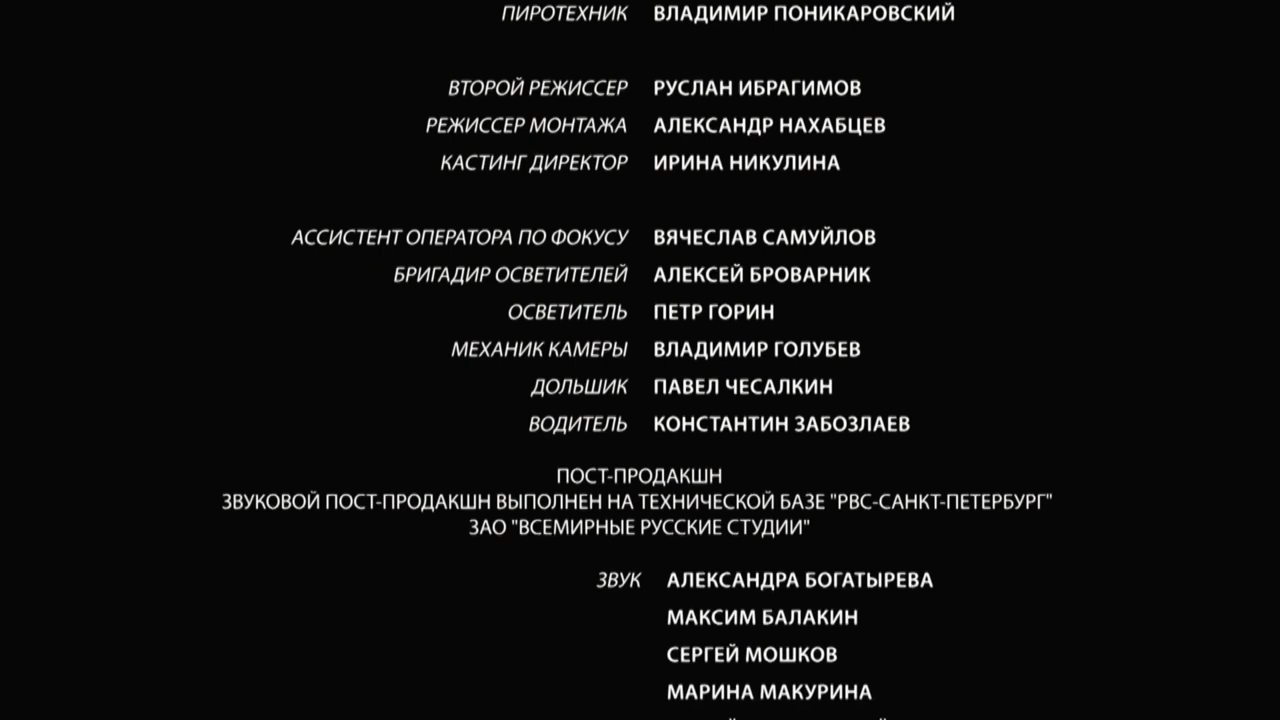 ПИРОТЕХНИК ВЛАДИМИР ПОНИКАРОВСКИЙ
ВТОРОЙ РЕЖИССЕР РУСЛАН ИБРАГИМОВ
РЕЖИССЕР МОНТАЖА АЛЕКСАНДР НАХАБЦЕВ
КАСТИНГ ДИРЕКТОР ИРИНА НИКУЛИНА
АССИСТЕНТ ОПЕРАТОРА ПО ФОКУСУ ВЯЧЕСЛАВ САМУЙЛОВ
БРИГАДИР ОСВЕТИТЕЛЕЙ АЛЕКСЕЙ БРОВАРНИК
ОСВЕТИТЕЛЬ ПЕТР ГОРИН
МЕХАНИК КАМЕРЫ ВЛАДИМИР ГОЛУБЕВ
ДОЛЬШИК ПАВЕЛ ЧЕСАЛКИН
ВОДИТЕЛЬ КОНСТАНТИН ЗАБОЗЛАЕВ
ПОСТ-ПРОДАКШН
ЗВУКОВОЙ ПОСТ-ПРОДАКШН ВЫПОЛНЕН НА ТЕХНИЧЕСКОЙ БАЗЕ "РВС-САНКТ-ПЕТЕРБУРГ"
ЗАО "ВСЕМИРНЫЕ РУССКИЕ СТУДИИ"
ЗВУК АЛЕКСАНДРА БОГАТЫРЕВА
МАКСИМ БАЛАКИН
СЕРГЕЙ МОШКОВ
МАРИНА МАКУРИНА